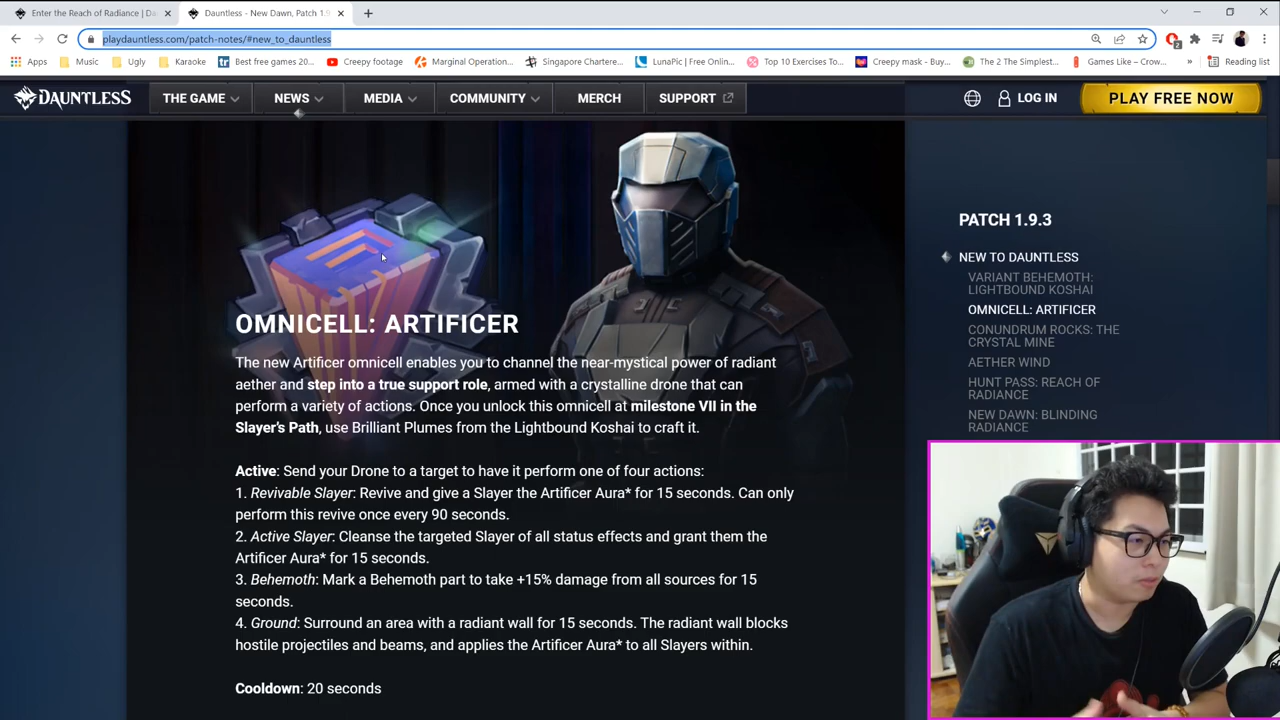 Enter the Reach of Radiance | Da
Dauntless - New Dawn, Patch 1.9
playdauntless.com/patch-notes/#new_to_dauntless
Apps
Music
Ugly
Karaoke
Best free games 20...
Creepy footage
Marginal Operation...
Singapore Chartere...
LunaPic | Free Onlin...
Top 10 Exercises To...
Creepy mask - Buy...
The 2 The Simplest...
Games Like – Crow...
»
Reading list
DAUNTLESS
THE GAME
NEWS
MEDIA
COMMUNITY
MERCH
SUPPORT
LOG IN
PLAY FREE NOW
OMNICELL: ARTIFICER
The new Artificer omnicell enables you to channel the near-mystical power of radiant
aether and step into a true support role, armed with a crystalline drone that can
perform a variety of actions. Once you unlock this omnicell at milestone VII in the
Slayer's Path, use Brilliant Plumes from the Lightbound Koshai to craft it.
Active: Send your Drone to a target to have it perform one of four actions:
1. Revivable Slayer: Revive and give a Slayer the Artificer Aura* for 15 seconds. Can only
perform this revive once every 90 seconds.
2. Active Slayer: Cleanse the targeted Slayer of all status effects and grant them the
Artificer Aura* for 15 seconds.
3. Behemoth: Mark a Behemoth part to take +15% damage from all sources for 15
seconds.
4. Ground: Surround an area with a radiant wall for 15 seconds. The radiant wall blocks
hostile projectiles and beams, and applies the Artificer Aura* to all Slayers within.
Cooldown: 20 seconds
PATCH 1.9.3
NEW TO DAUNTLESS
VARIANT BEHEMOTH:
LIGHTBOUND KOSHAI
OMNICELL: ARTIFICER
CONUNDRUM ROCKS: THE
CRYSTAL MINE
AETHER WIND
HUNT PASS: REACH OF
RADIANCE
NEW DAWN: BLINDING
RADIANCE